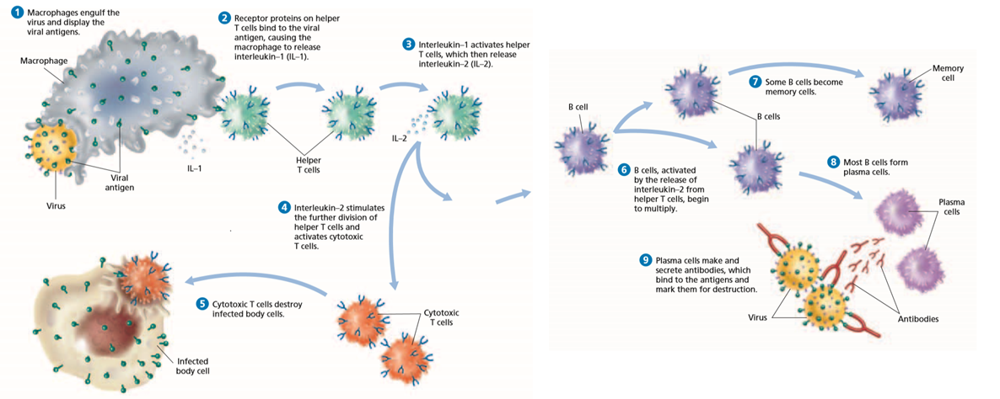 1 Macrophages engulf the
virus and display the
viral antigens.
Macrophage
Virus
Viral
antigen
IL–1
2 Receptor proteins on helper
T cells bind to the viral
antigen, causing the
macrophage to release
interleukin–1 (IL–1).
3 Interleukin–1 activates helper
T cells, which then release
interleukin–2 (IL–2).
Helper
T cells
IL–2
4 Interleukin–2 stimulates
the further division of
helper T cells and
activates cytotoxic
T cells.
5 Cytotoxic T cells destroy
infected body cells.
Cytotoxic
T cells
Infected
body cell
B cell
6 B cells, activated
by the release of
interleukin–2 from
helper T cells, begin
to multiply.
7 Some B cells become
memory cells.
Memory
cell
B cells
8 Most B cells form
plasma cells.
Plasma
cells
9 Plasma cells make and
secrete antibodies, which
bind to the antigens and
mark them for destruction.
Virus
Antibodies